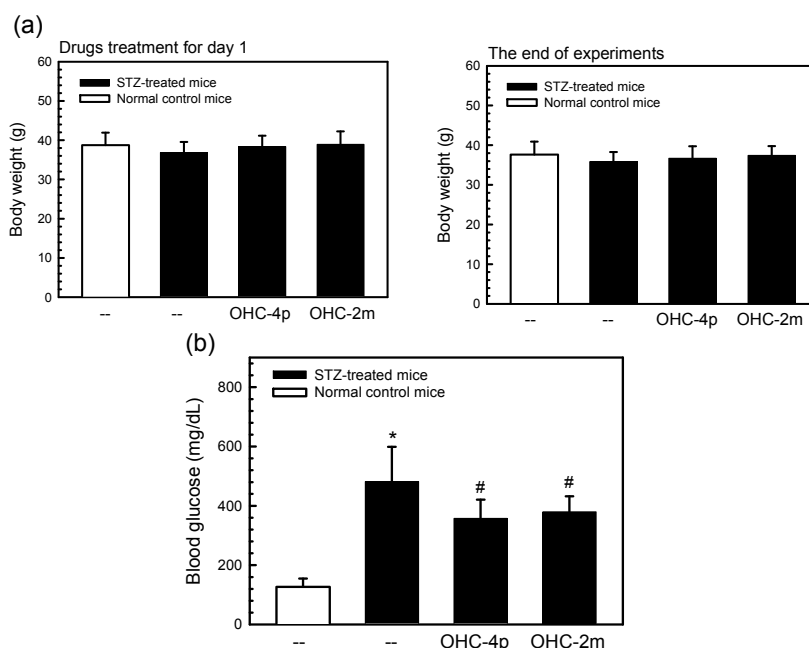 (a)
Drugs treatment for day 1
STZ-treated mice
Normal control mice
Body weight (g)
60
50
40
30
20
10
0
-- -- OHC-4p OHC-2m
The end of experiments
STZ-treated mice
Normal control mice
Body weight (g)
60
50
40
30
20
10
0
-- -- OHC-4p OHC-2m
(b)
STZ-treated mice
Normal control mice
Blood glucose (mg/dL)
800
600
400
200
0
*
#
#
-- -- OHC-4p OHC-2m